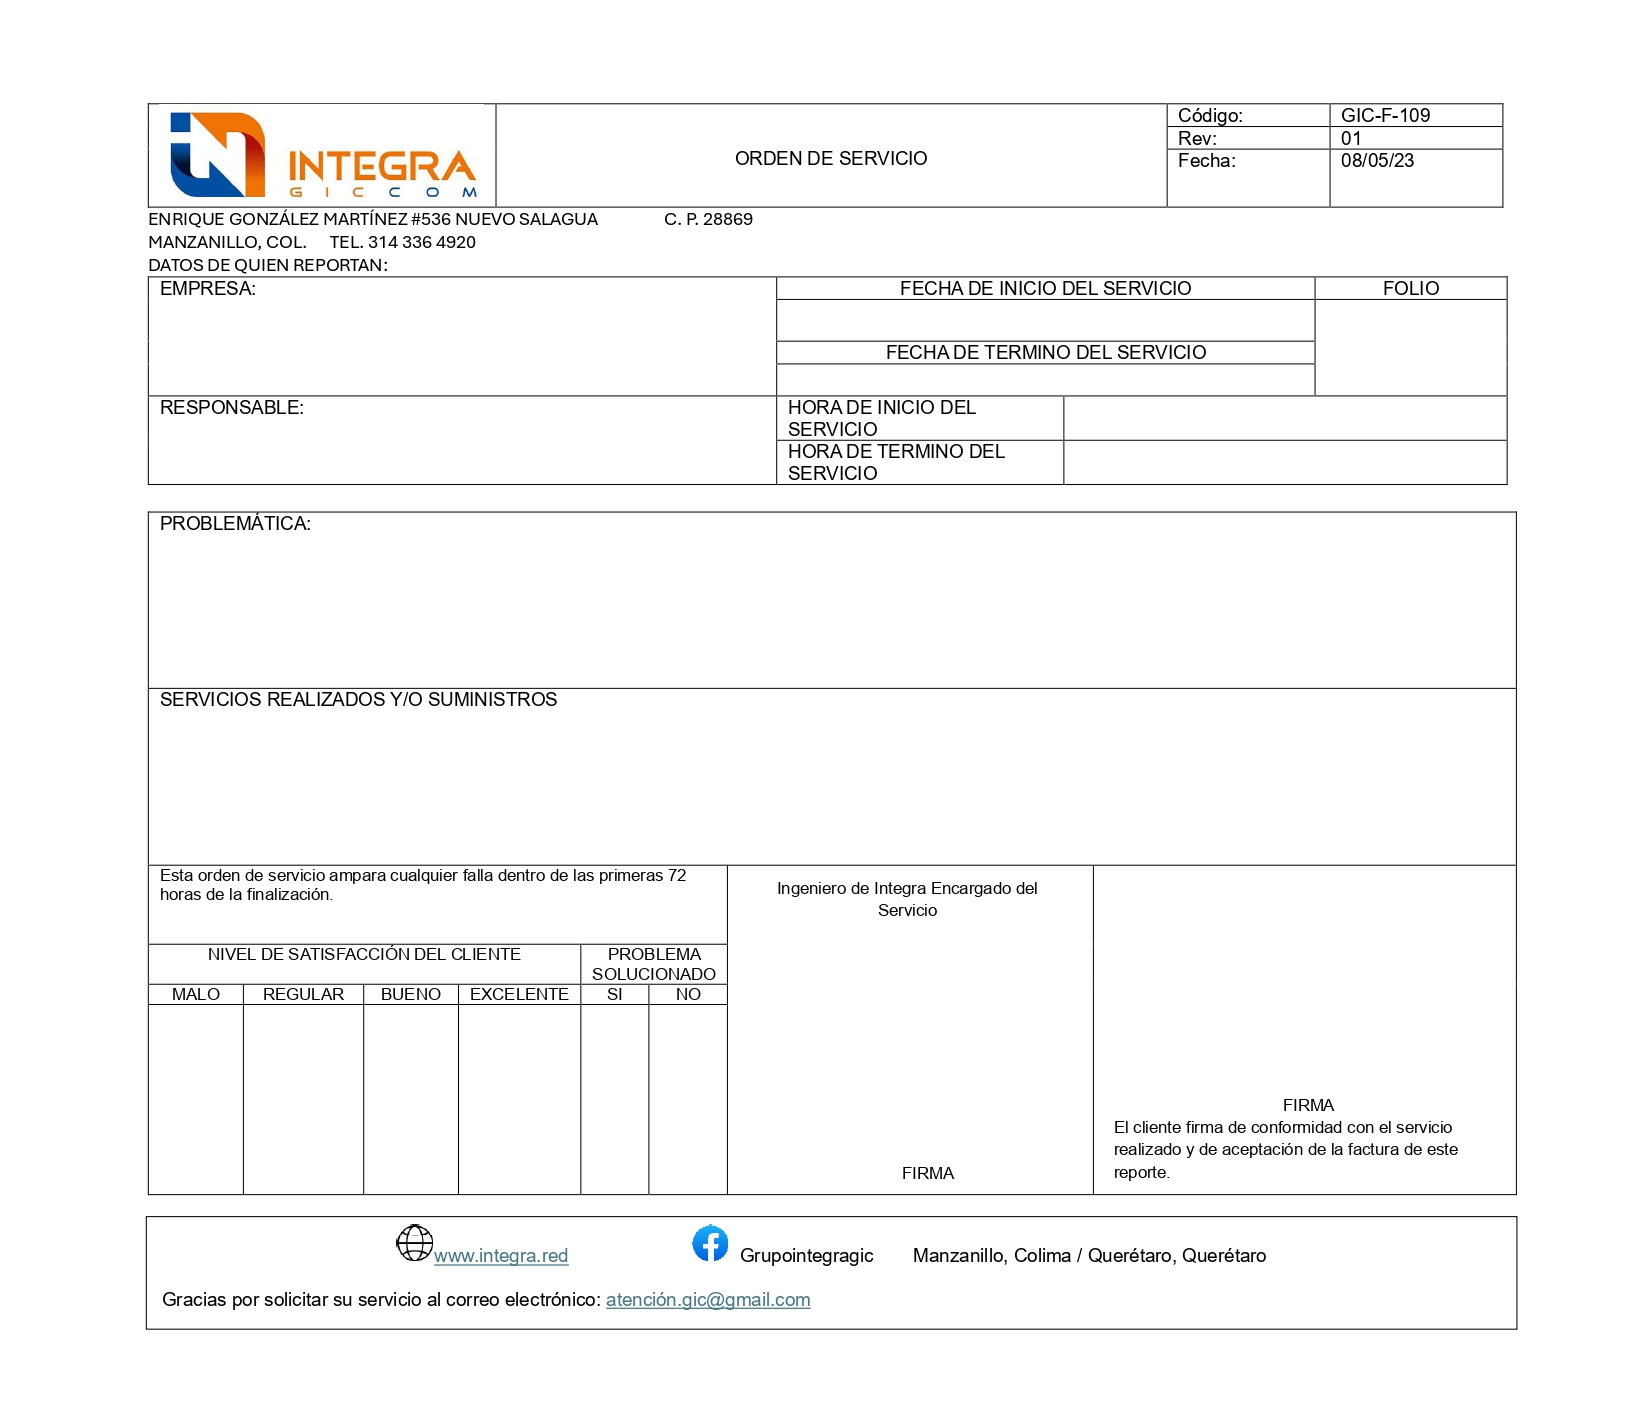 INTEGRA
GICCOM
ORDEN DE SERVICIO
Código: GIC-F-109
Rev: 01
Fecha: 08/05/23
ENRIQUE GONZÁLEZ MARTÍNEZ #536 NUEVO SALAGUA C. P. 28869
MANZANILLO, COL. TEL. 314 336 4920
DATOS DE QUIEN REPORTAN:
EMPRESA:
FECHA DE INICIO DEL SERVICIO
FOLIO
FECHA DE TERMINO DEL SERVICIO
RESPONSABLE:
HORA DE INICIO DEL
SERVICIO
HORA DE TERMINO DEL
SERVICIO
PROBLEMÁTICA:
SERVICIOS REALIZADOS Y/O SUMINISTROS
Esta orden de servicio ampara cualquier falla dentro de las primeras 72
horas de la finalización.
NIVEL DE SATISFACCIÓN DEL CLIENTE
PROBLEMA
SOLUCIONADO
MALO REGULAR BUENO EXCELENTE SI NO
Ingeniero de Integra Encargado del
Servicio
FIRMA
FIRMA
El cliente firma de conformidad con el servicio
realizado y de aceptación de la factura de este
reporte.
www.integra.red Grupointegragic Manzanillo, Colima / Querétaro, Querétaro
Gracias por solicitar su servicio al correo electrónico: atención.gic@gmail.com